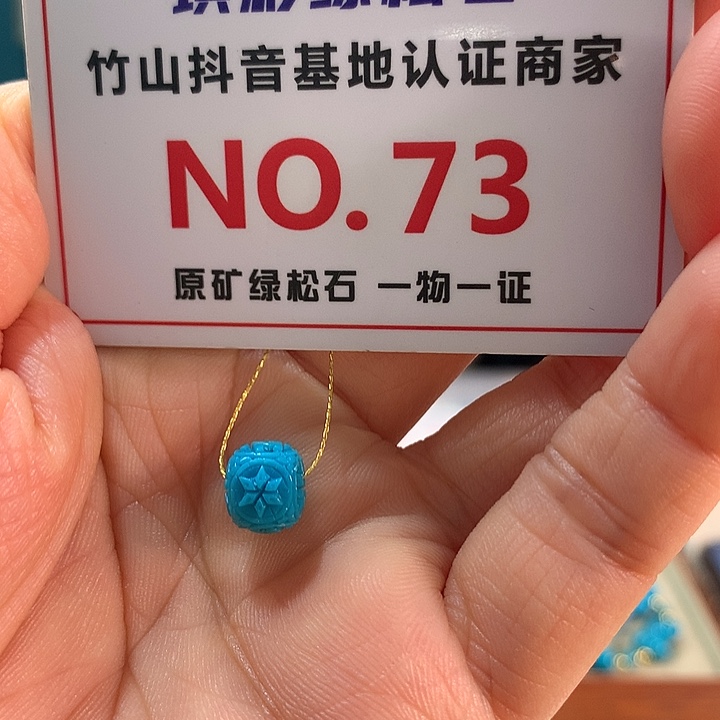 竹山抖音基地认证商家
NO.73
原矿绿松石 一物一证